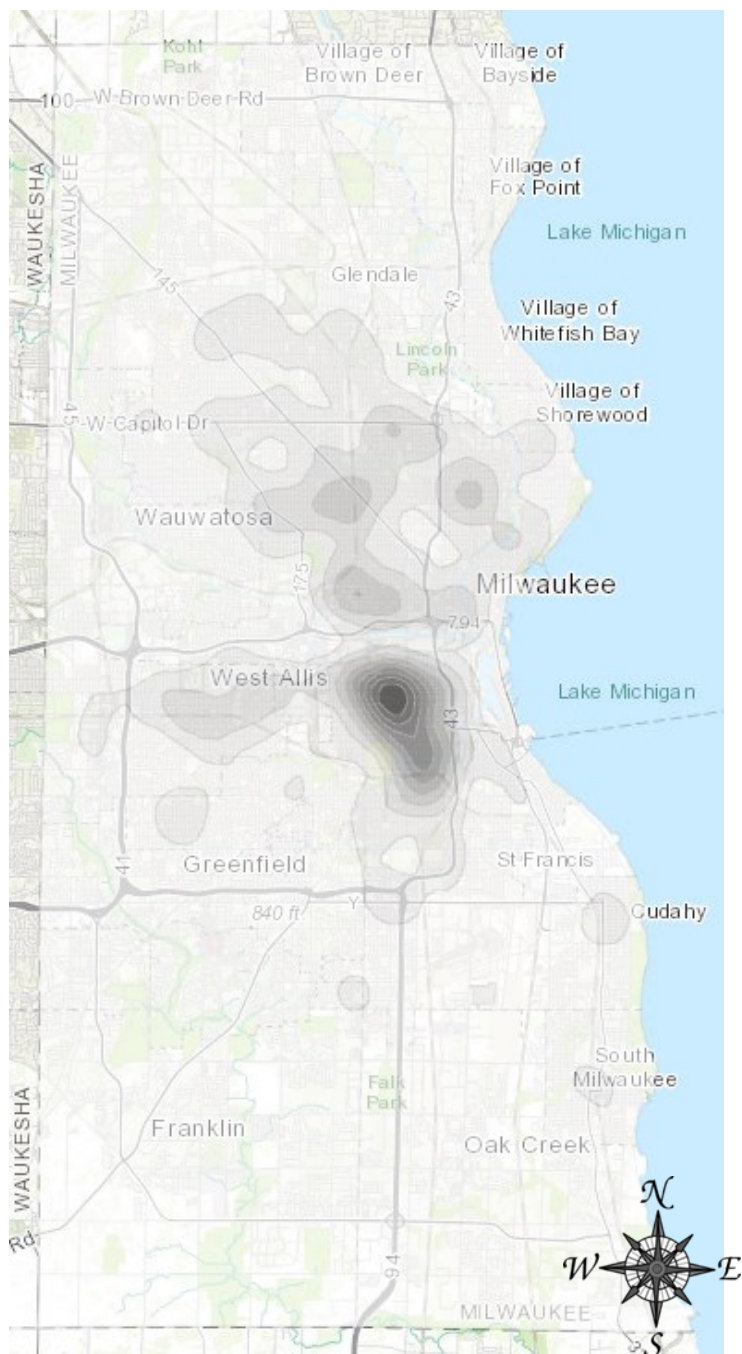 Kohl
Park
Village of
Brown Deer
Village of
Bayside
100
W Brown Deer Rd
Village of
Fox Point
WAUKESHA
MILWAUKEE
Lake Michigan
145
Glendale
43
Village of
Whitefish Bay
Lincoln
Park
Village of
Shorewood
45
W Capitol Dr
Wauwatosa
175
Milwaukee
794
West Allis
Lake Michigan
43
41
Greenfield
St Francis
Y
840 ft
Cudahy
South
Milwaukee
Falk
Park
WAUKESHA
Franklin
Oak Creek
Rd
94
MILWAUKEE
N
W
E
S